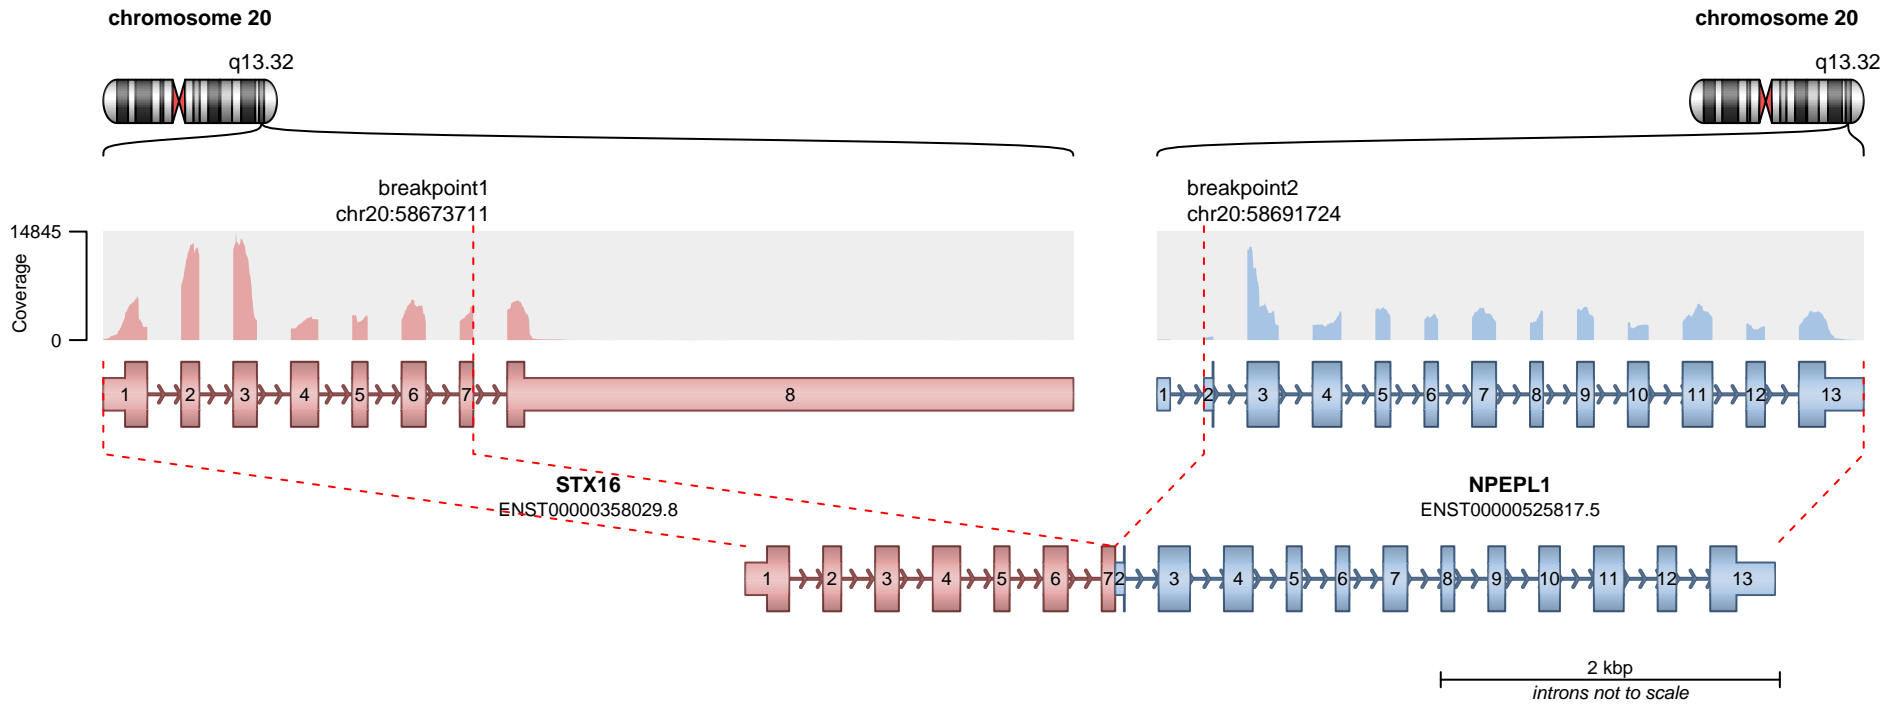 chromosome 20 chromosome 20
q13.32 q13.32
breakpoint1 breakpoint2
chr20:58673711 chr20:58691724
14845
Coverage
0
1 2 3 4 5 6 7 8 1 2 3 4 5 6 7 8 9 10 11 12 13
STX16 NPEPL1
ENST00000358029.8 ENST00000525817.5
1 2 3 4 5 6 7 2 3 4 5 6 7 8 9 10 11 12 13
2 kbp
introns not to scale